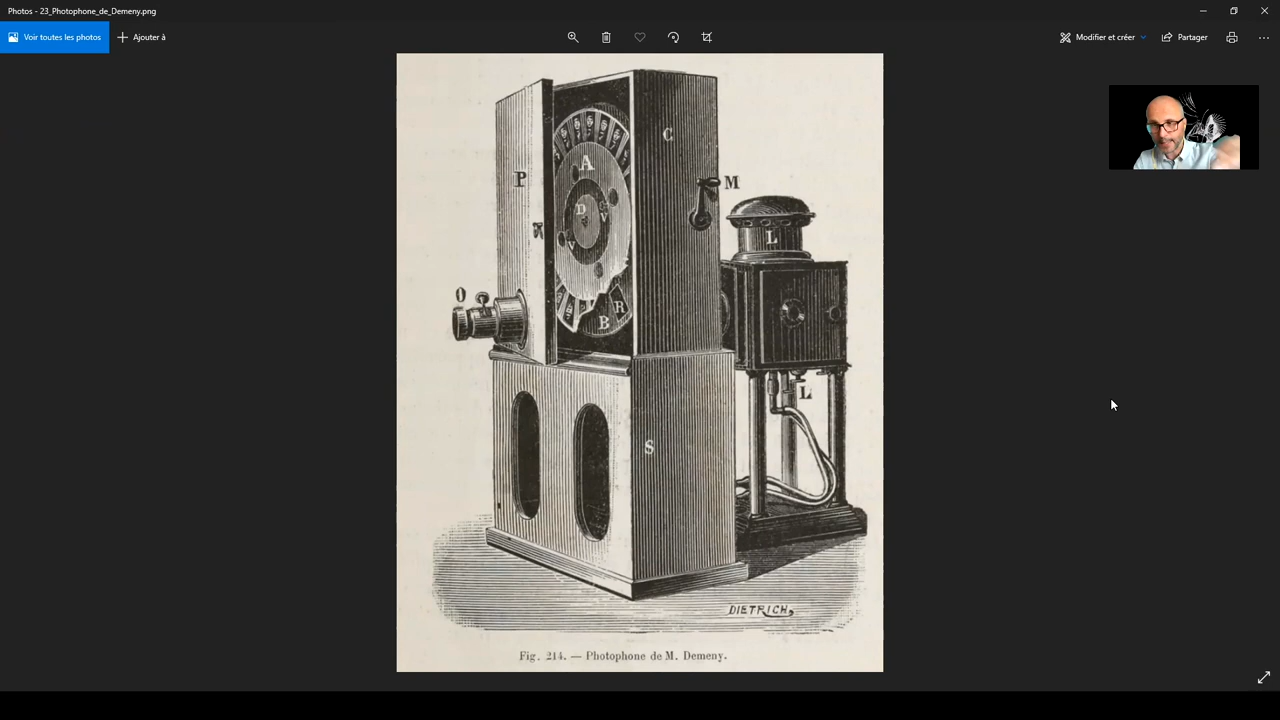 Photos - 23_Photophone_de_Demeny.png
Voir toutes les photos
Ajouter à
Modifier et créer
Partager
C
A
P
M
D
V
V
L
O
R
B
L
S
DIETRICH.
Fig. 214. — Photophone de M. Demeny.